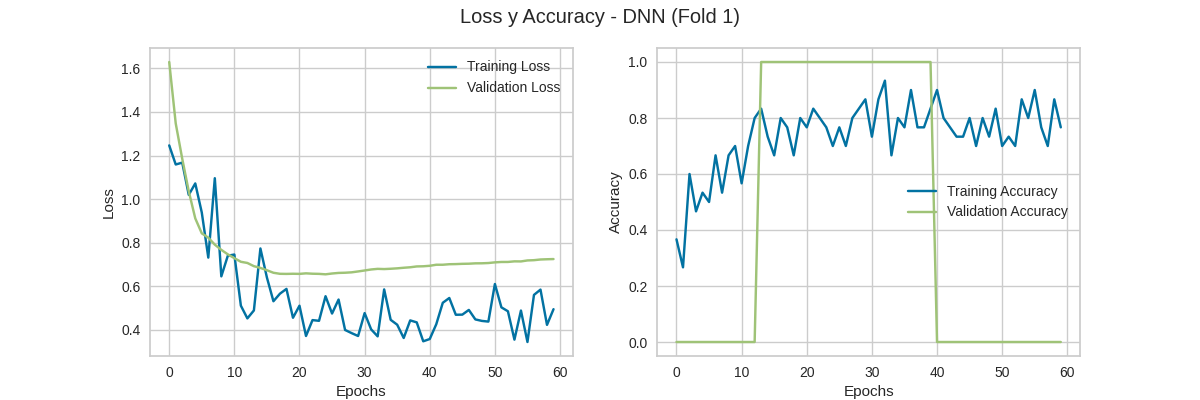 Loss y Accuracy - DNN (Fold 1)
1.6
1.4
1.2
1.0
0.8
0.6
0.4
Loss
0 10 20 30 40 50 60
Epochs
Training Loss
Validation Loss
1.0
0.8
0.6
0.4
0.2
0.0
Accuracy
0 10 20 30 40 50 60
Epochs
Training Accuracy
Validation Accuracy